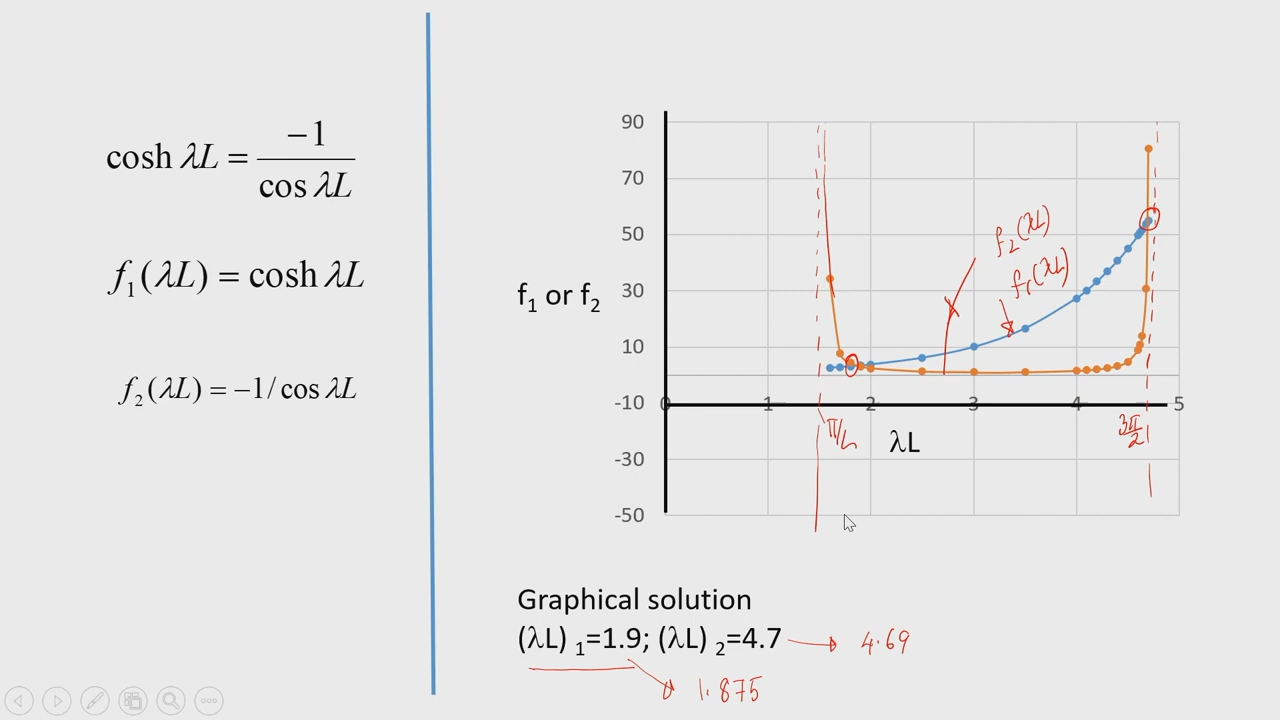 cosh λL = −1 / cos λL
f₁(λL) = cosh λL
f₂(λL) = −1/ cos λL
f₁ or f₂
90
70
50
30
10
-10
-30
-50
0 1 2 3 4 5
f₂(λL)
f₁(λL)
π/2
3π/2
λL
Graphical solution
(λL) ₁=1.9; (λL) ₂=4.7 → 4.69
1.875